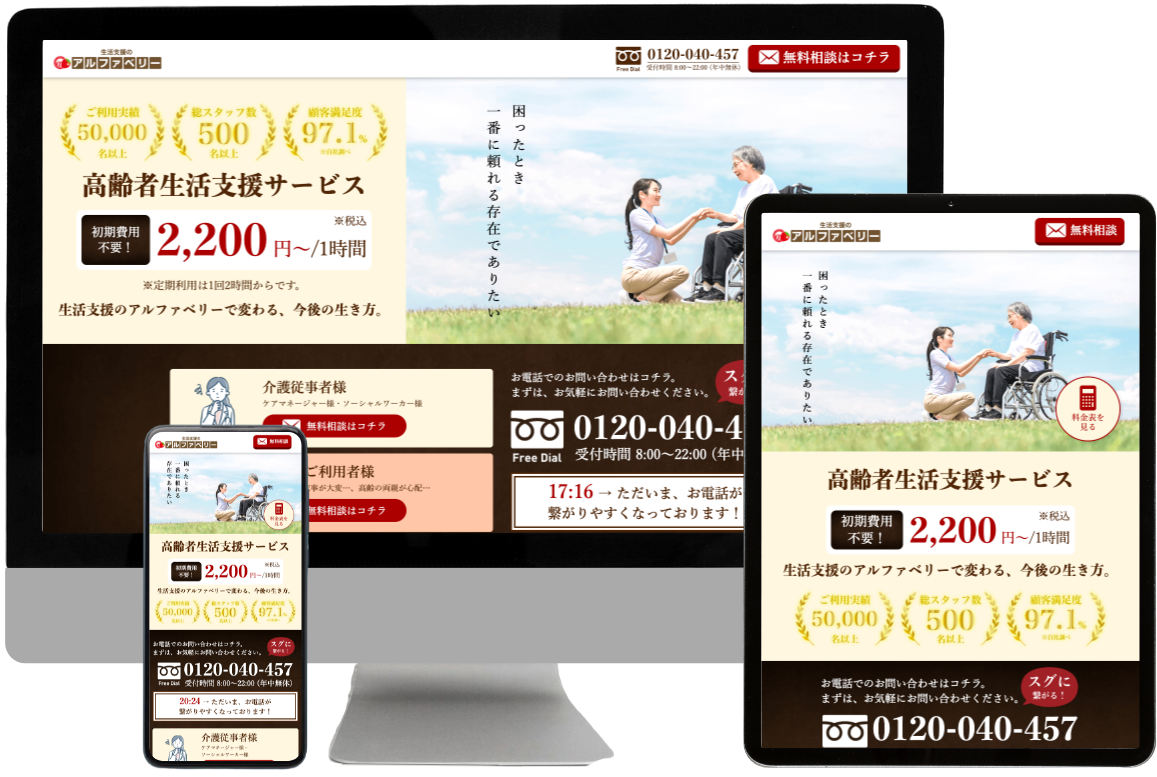 生活支援の
アルファベリー
0120-040-457
Free Dial 受付時間 8:00～22:00 (年中無休)
無料相談はコチラ
ご利用実績
50,000
名以上
総スタッフ数
500
名以上
顧客満足度
97.1%
※自社調べ
高齢者生活支援サービス
初期費用
不要！
※税込
2,200円～/1時間
※定期利用は1回2時間からです。
生活支援のアルファベリーで変わる、今後の生き方。
困ったとき
一番に頼れる存在でありたい
介護従事者様
ケアマネージャー様・ソーシャルワーカー様
無料相談はコチラ
ご利用者様
事が大変…、高齢の両親が心配…
無料相談はコチラ
お電話でのお問い合わせはコチラ。
まずは、お気軽にお問い合わせください。
スグ
繋が
0120-040-4
Free Dial 受付時間 8:00～22:00 (年中
17:16 → ただいま、お電話が
繋がりやすくなっております！
生活支援の
アルファベリー
無料相談
困ったとき
一番に頼れる存在でありたい。
料金表を
見る
高齢者生活支援サービス
初期費用
不要！
※税込
2,200円～/1時間
生活支援のアルファベリーで変わる、今後の生き方。
ご利用実績
50,000
名以上
総スタッフ数
500
名以上
顧客満足度
97.1%
※自社調べ
お電話でのお問い合わせはコチラ。
まずは、お気軽にお問い合わせください。
スグに
繋がる！
0120-040-457
生活支援の
アルファベリー
無料相談
困ったとき
一番に頼れる
存在でありたい
料金表を
見る
高齢者生活支援サービス
初期費用
不要！
※税込
2,200円～/1時間
生活支援のアルファベリーで変わる、今後の生き方。
ご利用実績
50,000
名以上
総スタッフ数
500
名以上
顧客満足度
97.1%
お電話でのお問い合わせはコチラ。
まずは、お気軽にお問い合わせください。
スグに
繋がる！
0120-040-457
Free Dial 受付時間 8:00～22:00 (年中無休)
20:24 → ただいま、お電話が
繋がりやすくなっております！
介護従事者様
ケアマネージャー様・
ソーシャルワーカー様